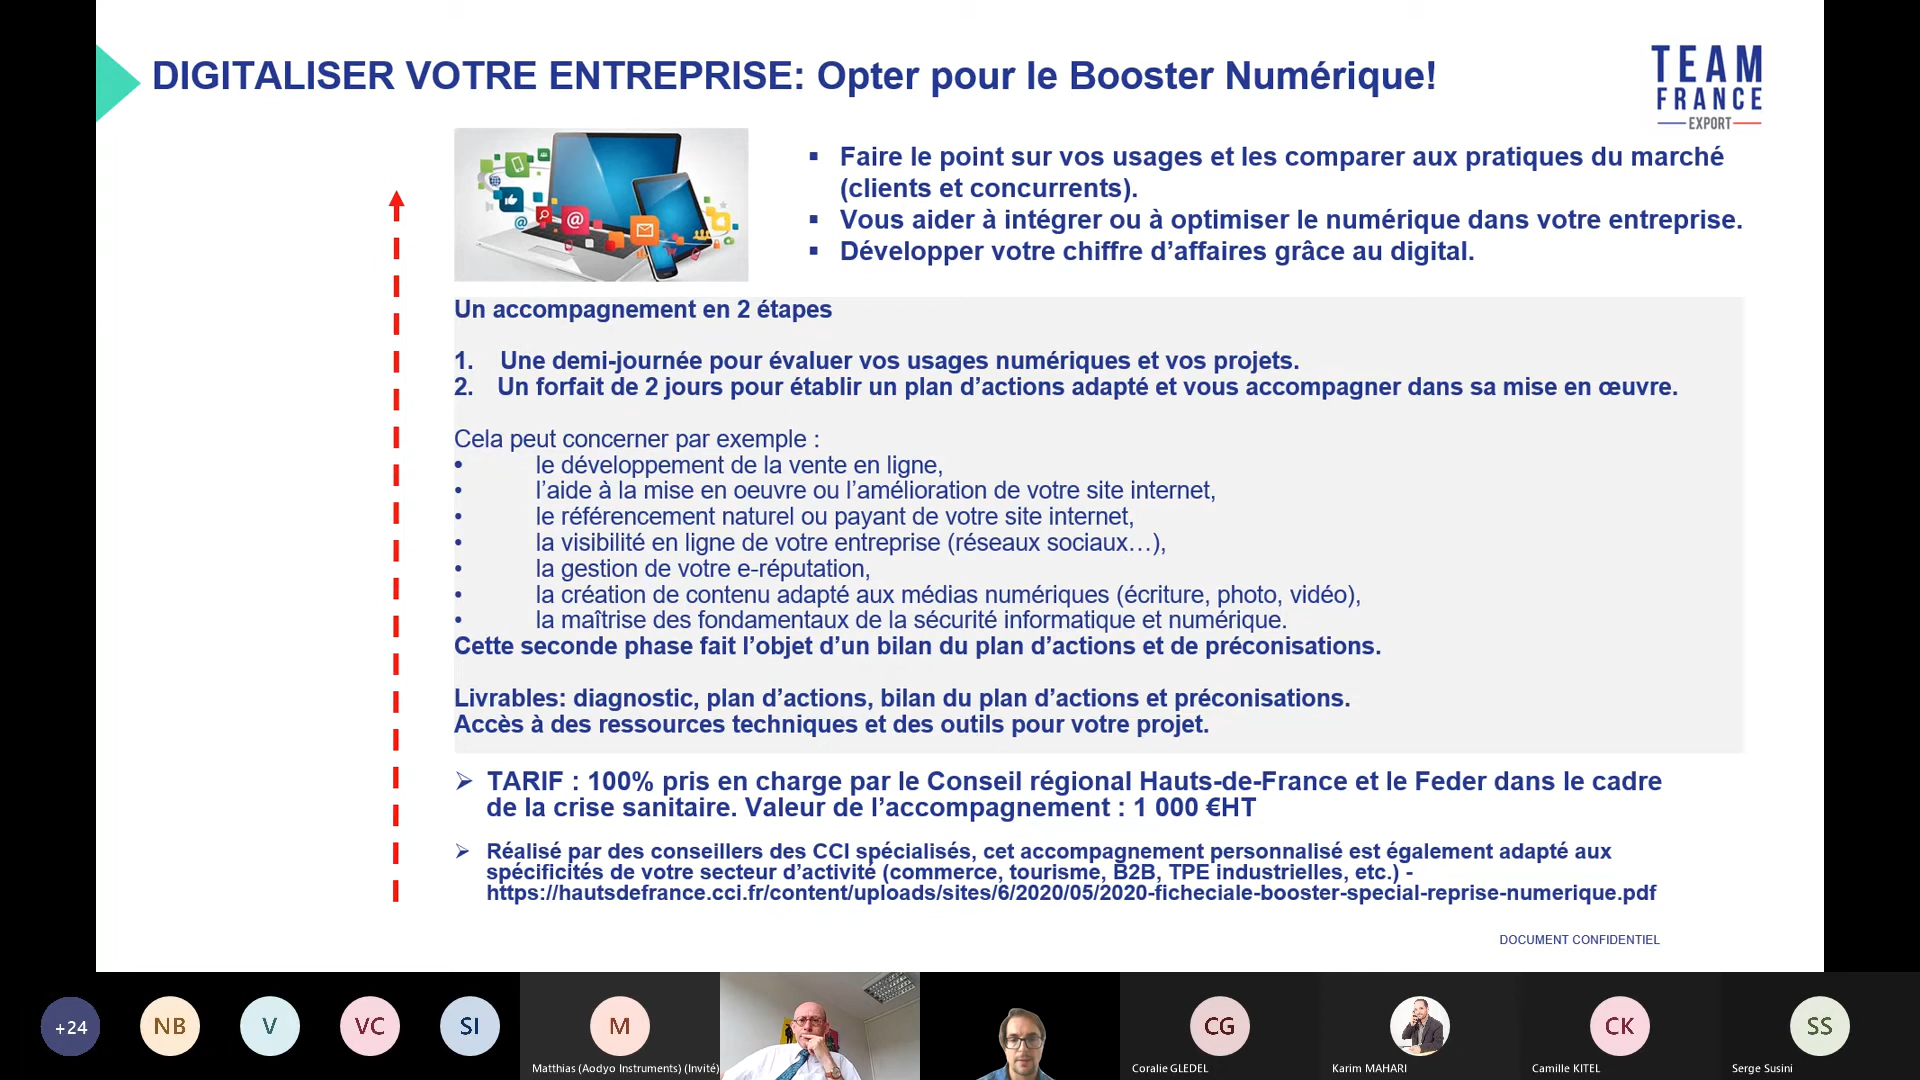 DIGITALISER VOTRE ENTREPRISE: Opter pour le Booster Numérique!
TEAM
FRANCE
EXPORT
▪ Faire le point sur vos usages et les comparer aux pratiques du marché
(clients et concurrents).
▪ Vous aider à intégrer ou à optimiser le numérique dans votre entreprise.
▪ Développer votre chiffre d’affaires grâce au digital.
Un accompagnement en 2 étapes
1. Une demi-journée pour évaluer vos usages numériques et vos projets.
2. Un forfait de 2 jours pour établir un plan d’actions adapté et vous accompagner dans sa mise en œuvre.
Cela peut concerner par exemple :
• le développement de la vente en ligne,
• l’aide à la mise en oeuvre ou l’amélioration de votre site internet,
• le référencement naturel ou payant de votre site internet,
• la visibilité en ligne de votre entreprise (réseaux sociaux…),
• la gestion de votre e-réputation,
• la création de contenu adapté aux médias numériques (écriture, photo, vidéo),
• la maîtrise des fondamentaux de la sécurité informatique et numérique.
Cette seconde phase fait l’objet d’un bilan du plan d’actions et de préconisations.
Livrables: diagnostic, plan d’actions, bilan du plan d’actions et préconisations.
Accès à des ressources techniques et des outils pour votre projet.
➢ TARIF : 100% pris en charge par le Conseil régional Hauts-de-France et le Feder dans le cadre
de la crise sanitaire. Valeur de l’accompagnement : 1 000 €HT
➢ Réalisé par des conseillers des CCI spécialisés, cet accompagnement personnalisé est également adapté aux
spécificités de votre secteur d’activité (commerce, tourisme, B2B, TPE industrielles, etc.) -
https://hautsdefrance.cci.fr/content/uploads/sites/6/2020/05/2020-ficheciale-booster-special-reprise-numerique.pdf
DOCUMENT CONFIDENTIEL
+24 NB V VC SI M CG CK SS
Matthias (Aodyo Instruments) (Invité) Coralie GLEDEL Karim MAHARI Camille KITEL Serge Susini